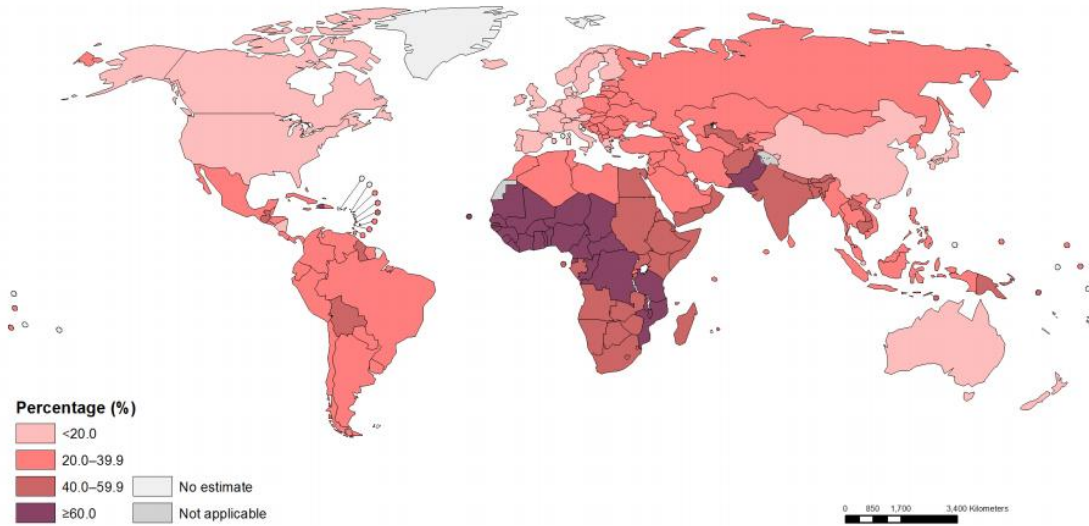 Percentage (%)
<20.0
20.0–39.9
40.0–59.9
≥60.0
No estimate
Not applicable
0 850 1,700 3,400 Kilometers